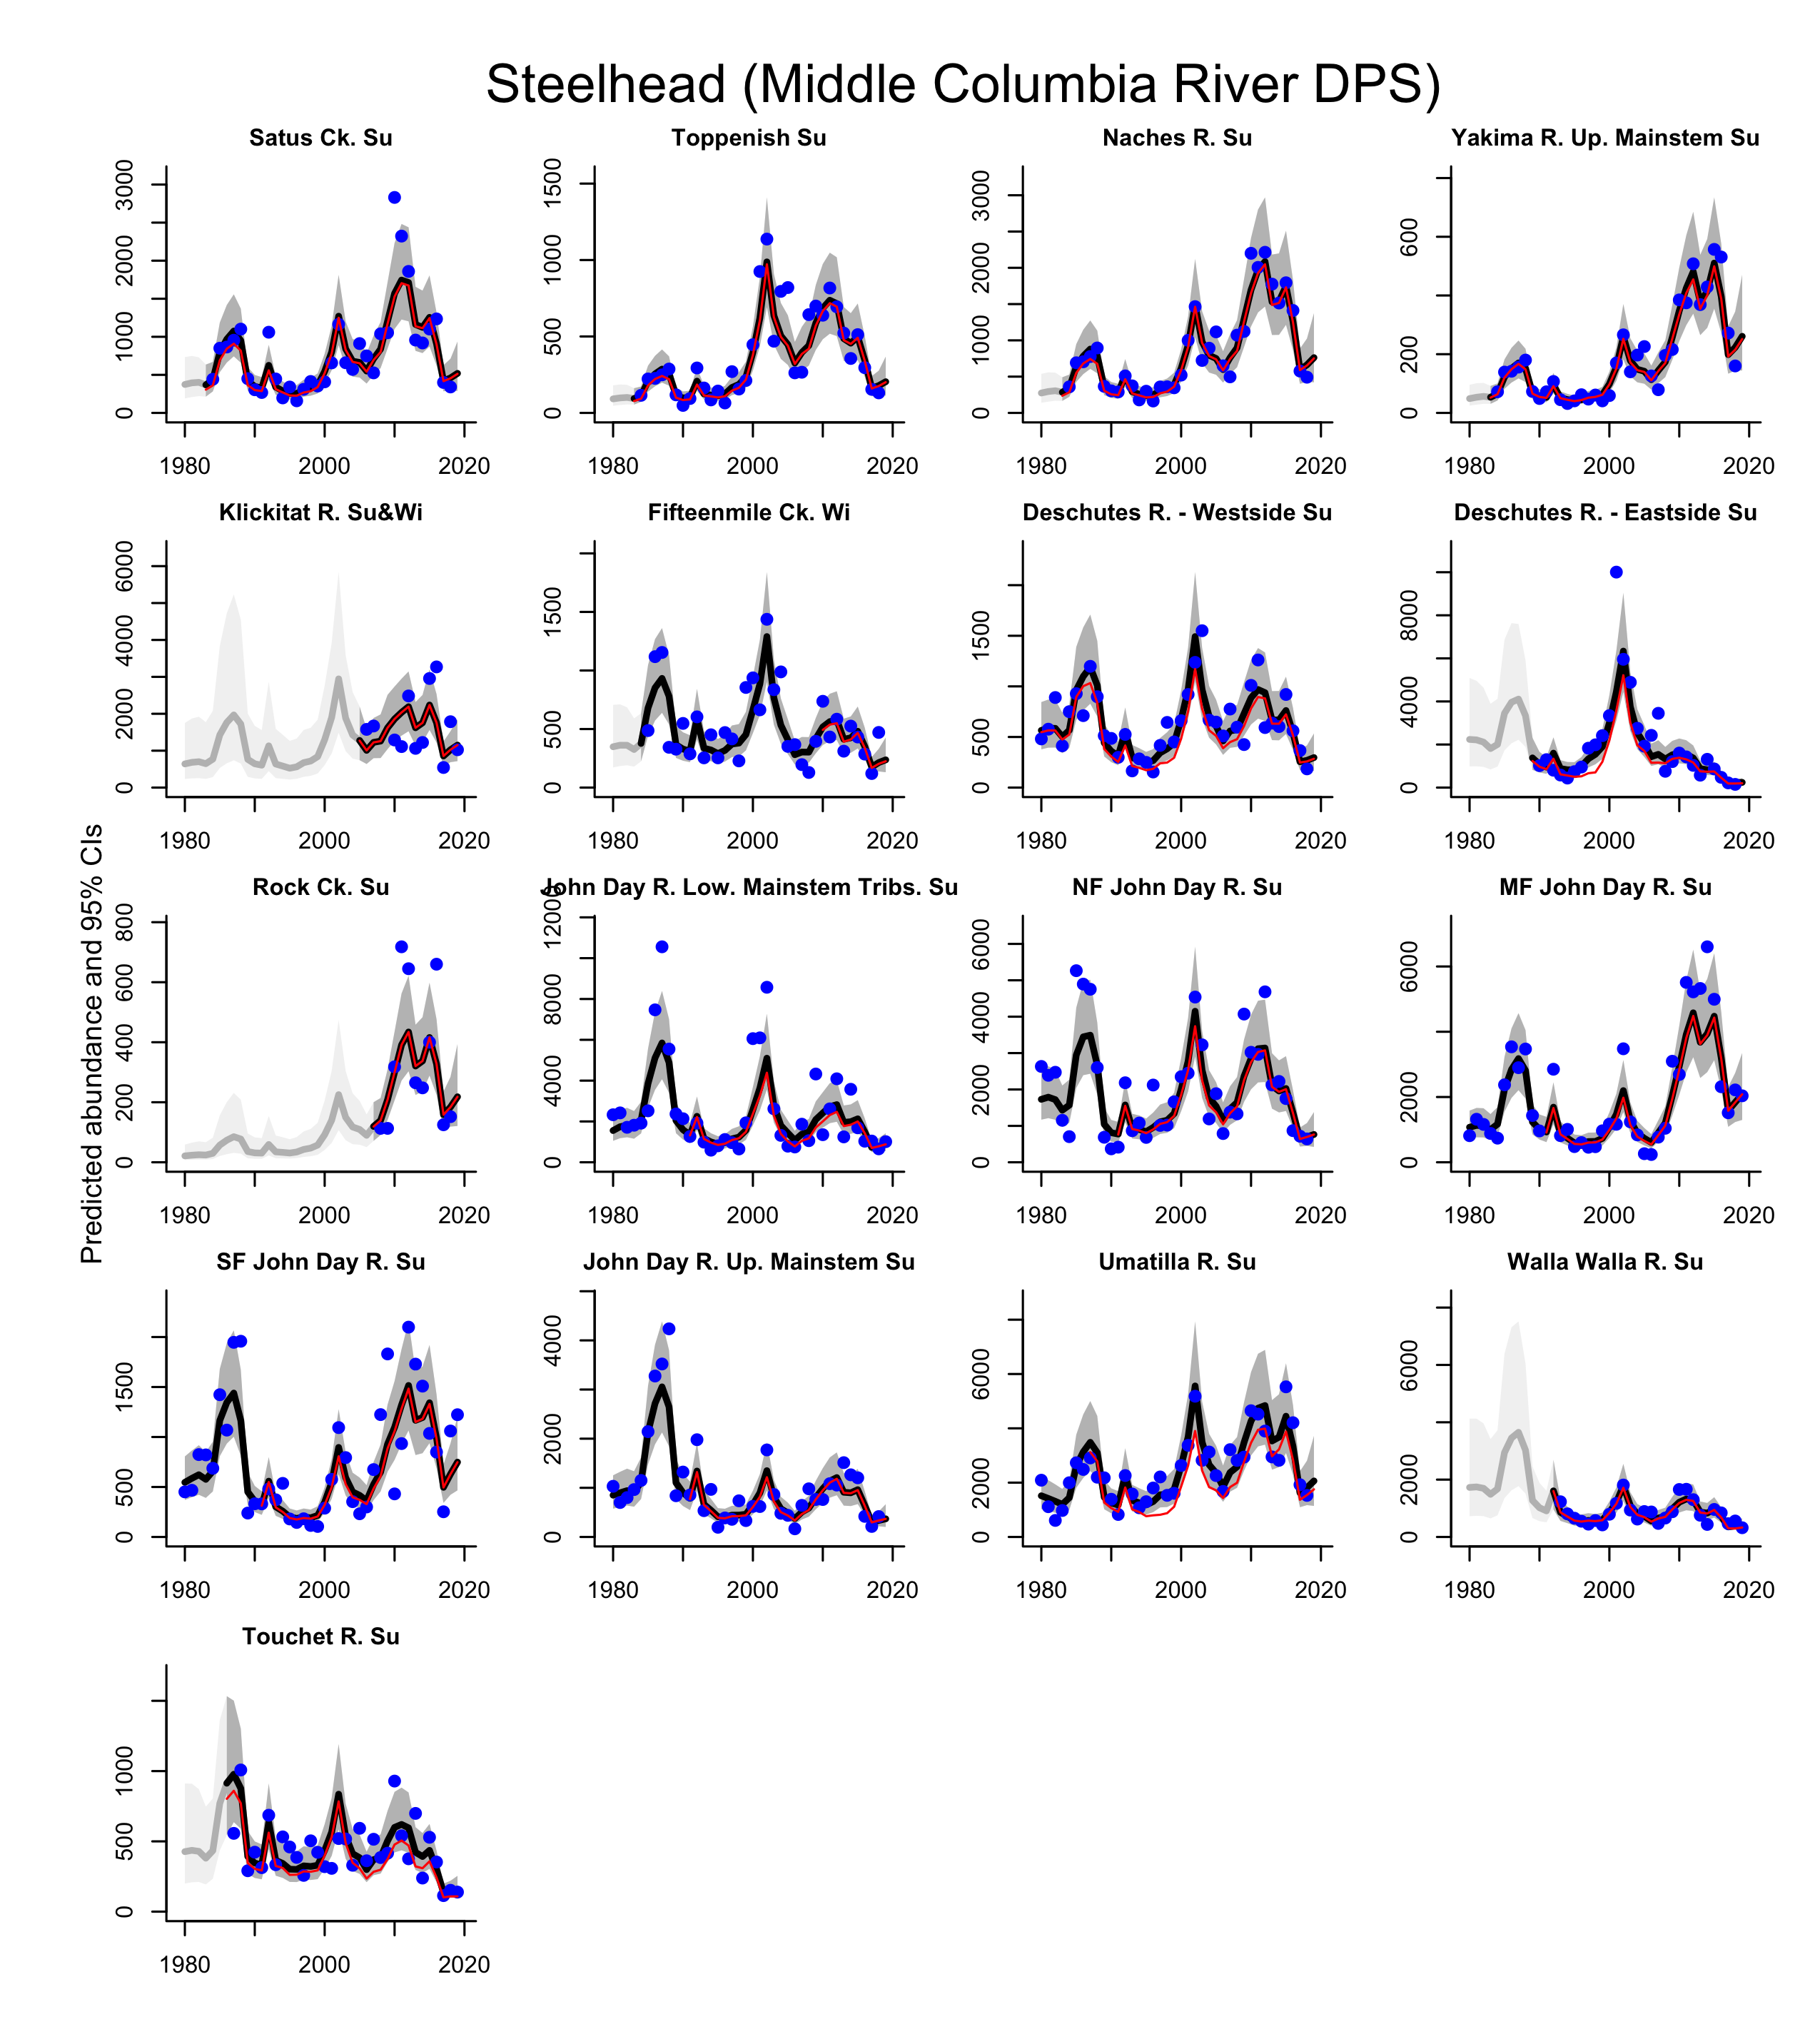 Steelhead (Middle Columbia River DPS)
Predicted abundance and 95% CIs
Satus Ck. Su
0 1000 2000 3000
1980 2000 2020
Toppenish Su
0 500 1000 1500
1980 2000 2020
Naches R. Su
0 1000 2000 3000
1980 2000 2020
Yakima R. Up. Mainstem Su
0 200 600
1980 2000 2020
Klickitat R. Su&Wi
0 2000 4000 6000
1980 2000 2020
Fifteenmile Ck. Wi
0 500 1500
1980 2000 2020
Deschutes R. - Westside Su
0 500 1500
1980 2000 2020
Deschutes R. - Eastside Su
0 4000 8000
1980 2000 2020
Rock Ck. Su
0 200 400 600 800
1980 2000 2020
John Day R. Low. Mainstem Tribs. Su
0 4000 8000 12000
1980 2000 2020
NF John Day R. Su
0 2000 4000 6000
1980 2000 2020
MF John Day R. Su
0 2000 6000
1980 2000 2020
SF John Day R. Su
0 500 1500
1980 2000 2020
John Day R. Up. Mainstem Su
0 2000 4000
1980 2000 2020
Umatilla R. Su
0 2000 6000
1980 2000 2020
Walla Walla R. Su
0 2000 6000
1980 2000 2020
Touchet R. Su
0 500 1000
1980 2000 2020